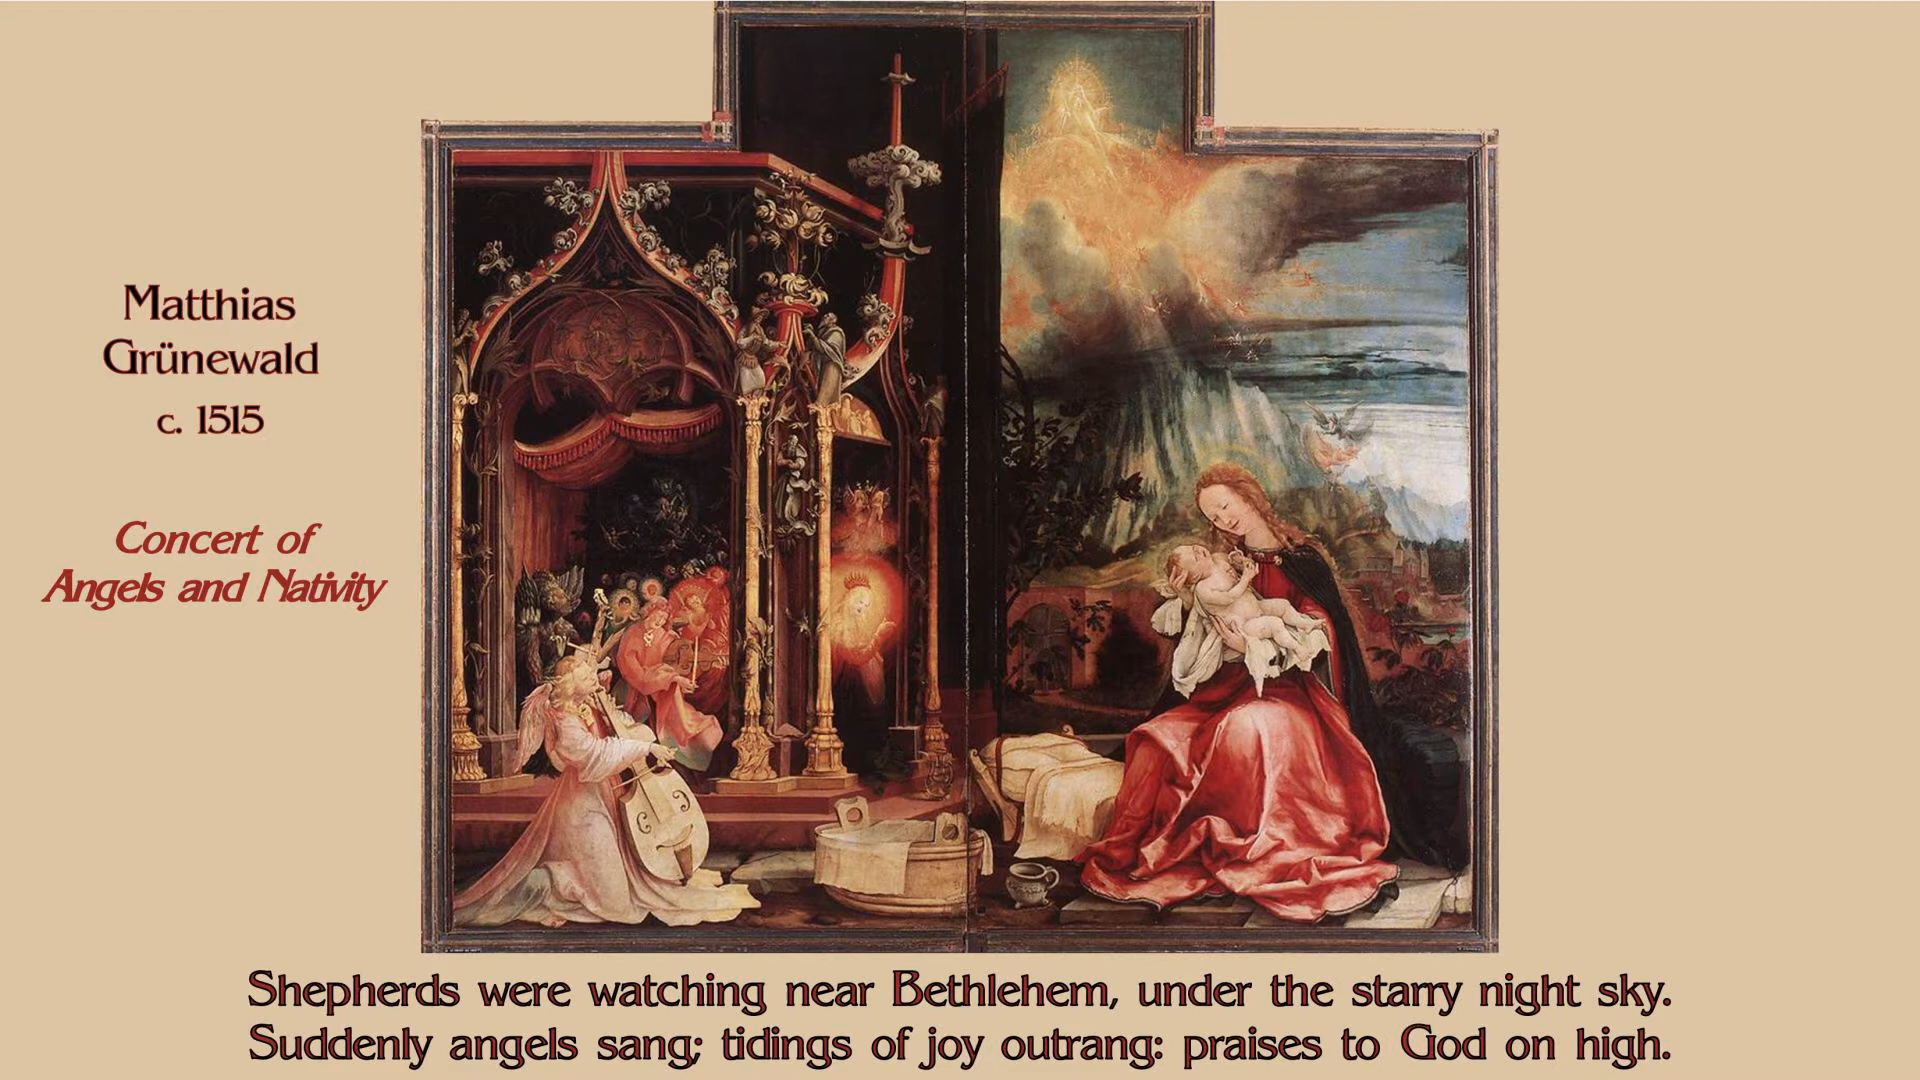 Matthias
Grünewald
c. 1515
Concert of
Angels and Nativity
Shepherds were watching near Bethlehem, under the starry night sky.
Suddenly angels sang; tidings of joy outrang: praises to God on high.